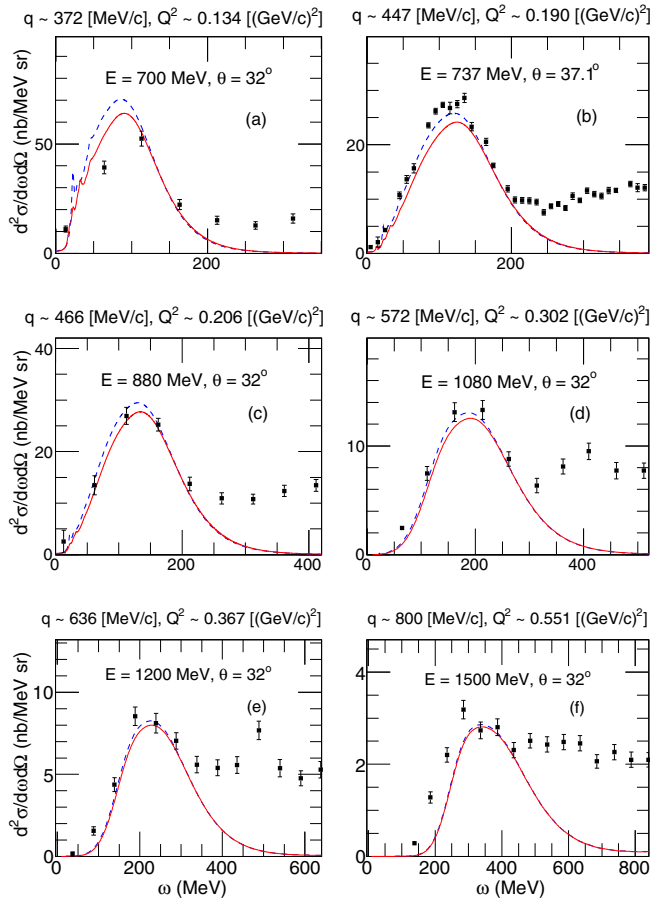 q ~ 372 [MeV/c], Q² ~ 0.134 [(GeV/c)²]
q ~ 447 [MeV/c], Q² ~ 0.190 [(GeV/c)²]
d²σ/dωdΩ (nb/MeV sr)
50
0
E = 700 MeV, θ = 32°
(a)
0
200
20
0
E = 737 MeV, θ = 37.1°
(b)
0
200
q ~ 466 [MeV/c], Q² ~ 0.206 [(GeV/c)²]
q ~ 572 [MeV/c], Q² ~ 0.302 [(GeV/c)²]
d²σ/dωdΩ (nb/MeV sr)
40
20
0
E = 880 MeV, θ = 32°
(c)
0
200
400
10
0
E = 1080 MeV, θ = 32°
(d)
0
200
400
q ~ 636 [MeV/c], Q² ~ 0.367 [(GeV/c)²]
q ~ 800 [MeV/c], Q² ~ 0.551 [(GeV/c)²]
d²σ/dωdΩ (nb/MeV sr)
10
5
0
E = 1200 MeV, θ = 32°
(e)
0
200
400
600
ω (MeV)
4
2
0
E = 1500 MeV, θ = 32°
(f)
0
200
400
600
800
ω (MeV)